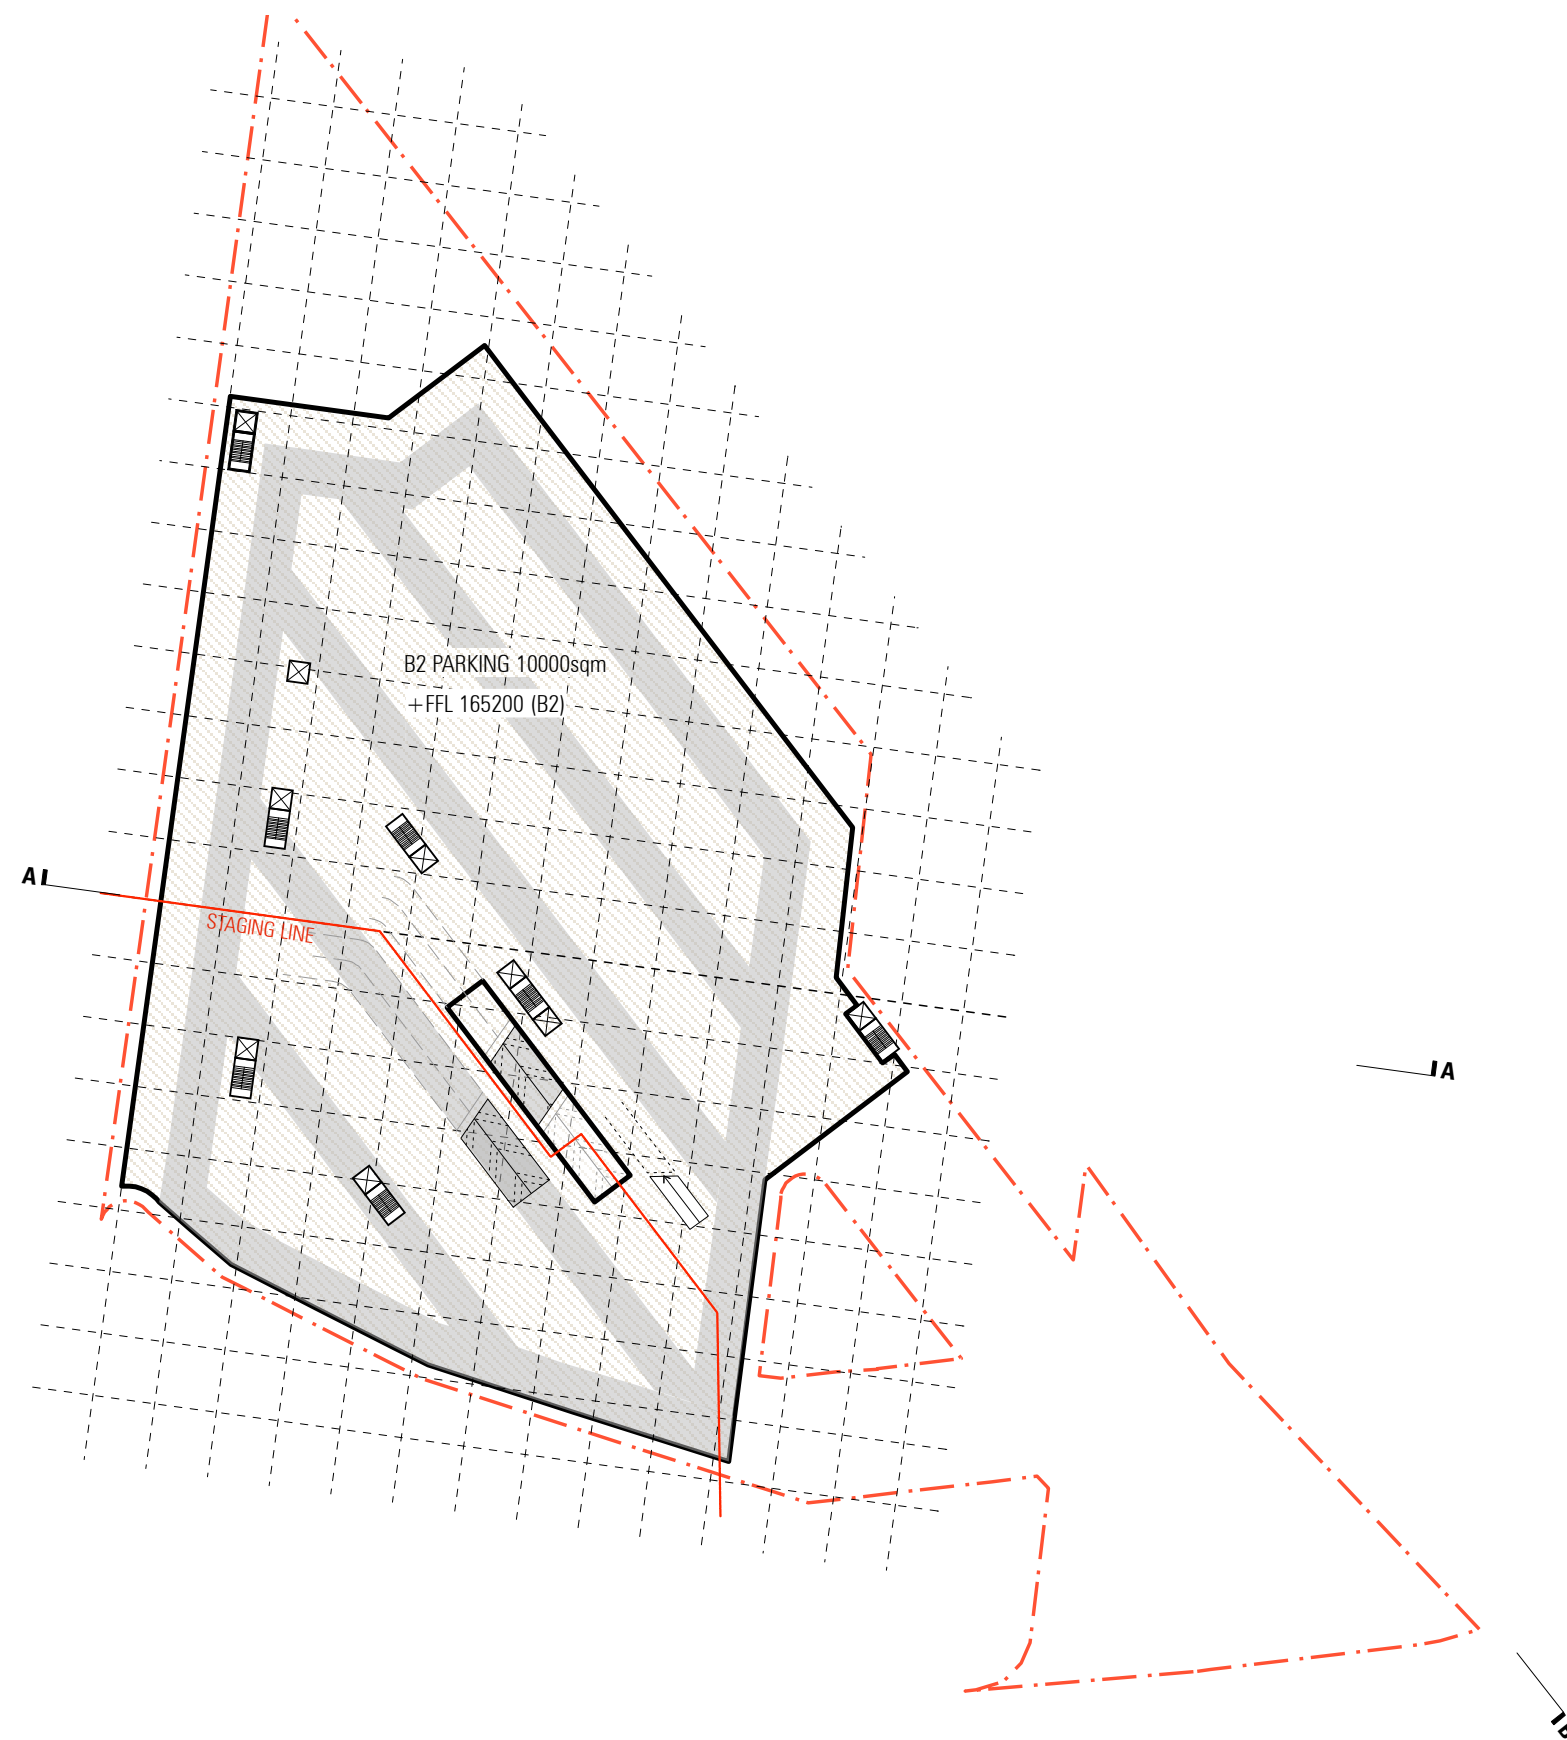 B2 PARKING 10000sqm
+FFL 165200 (B2)
A
STAGING LINE
A